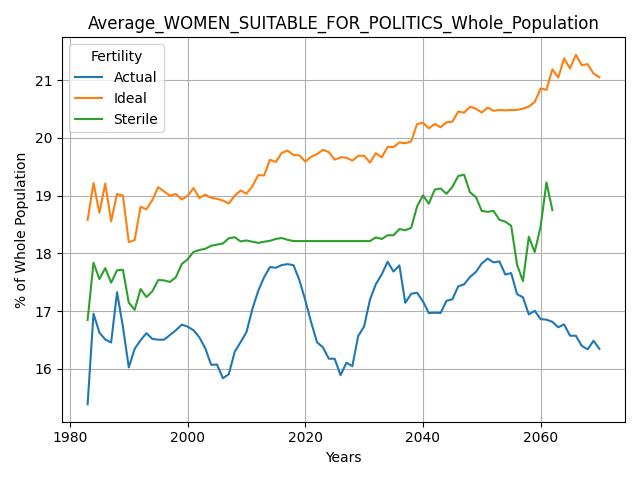 Average_WOMEN_SUITABLE_FOR_POLITICS_Whole_Population
Fertility
Actual
Ideal
Sterile
% of Whole Population
21
20
19
18
17
16
1980
2000
2020
2040
2060
Years